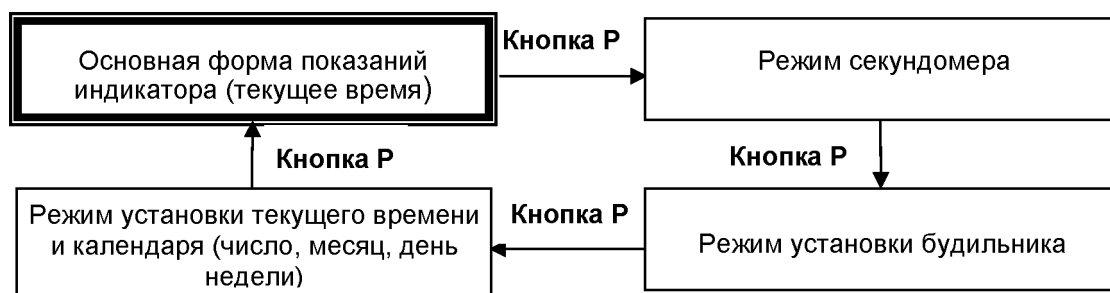 Основная форма показаний
индикатора (текущее время)
Кнопка Р
Режим секундомера
Кнопка Р
Кнопка Р
Режим установки текущего времени
и календаря (число, месяц, день
недели)
Кнопка Р
Режим установки будильника